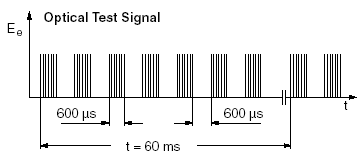 Optical Test Signal
Ee
t
600 µs
600 µs
t = 60 ms